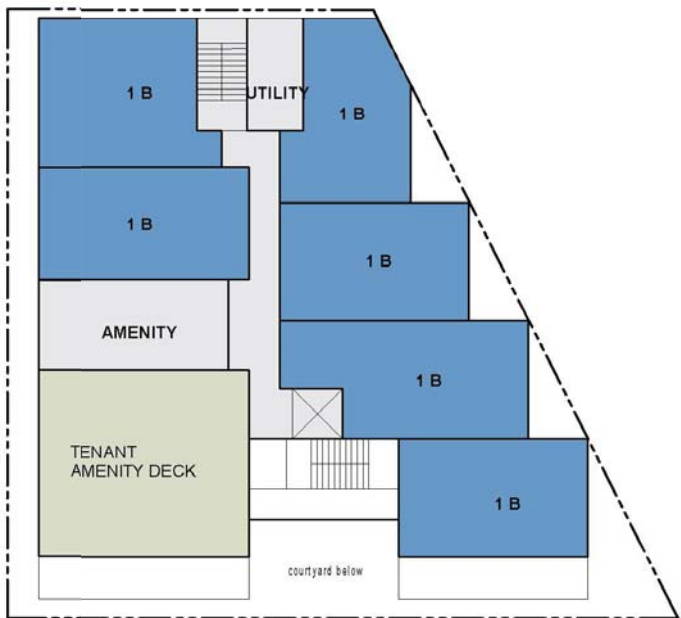 1 B
UTILITY
1 B
1 B
1 B
AMENITY
1 B
TENANT
AMENITY DECK
1 B
courtyard below